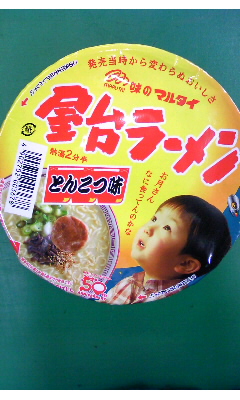 発売当時から変わらぬおいしさ
味のマルタイ
屋台ラーメン
熱湯2分半
とんこつ味
お月さん
なに食ってんのかな
50